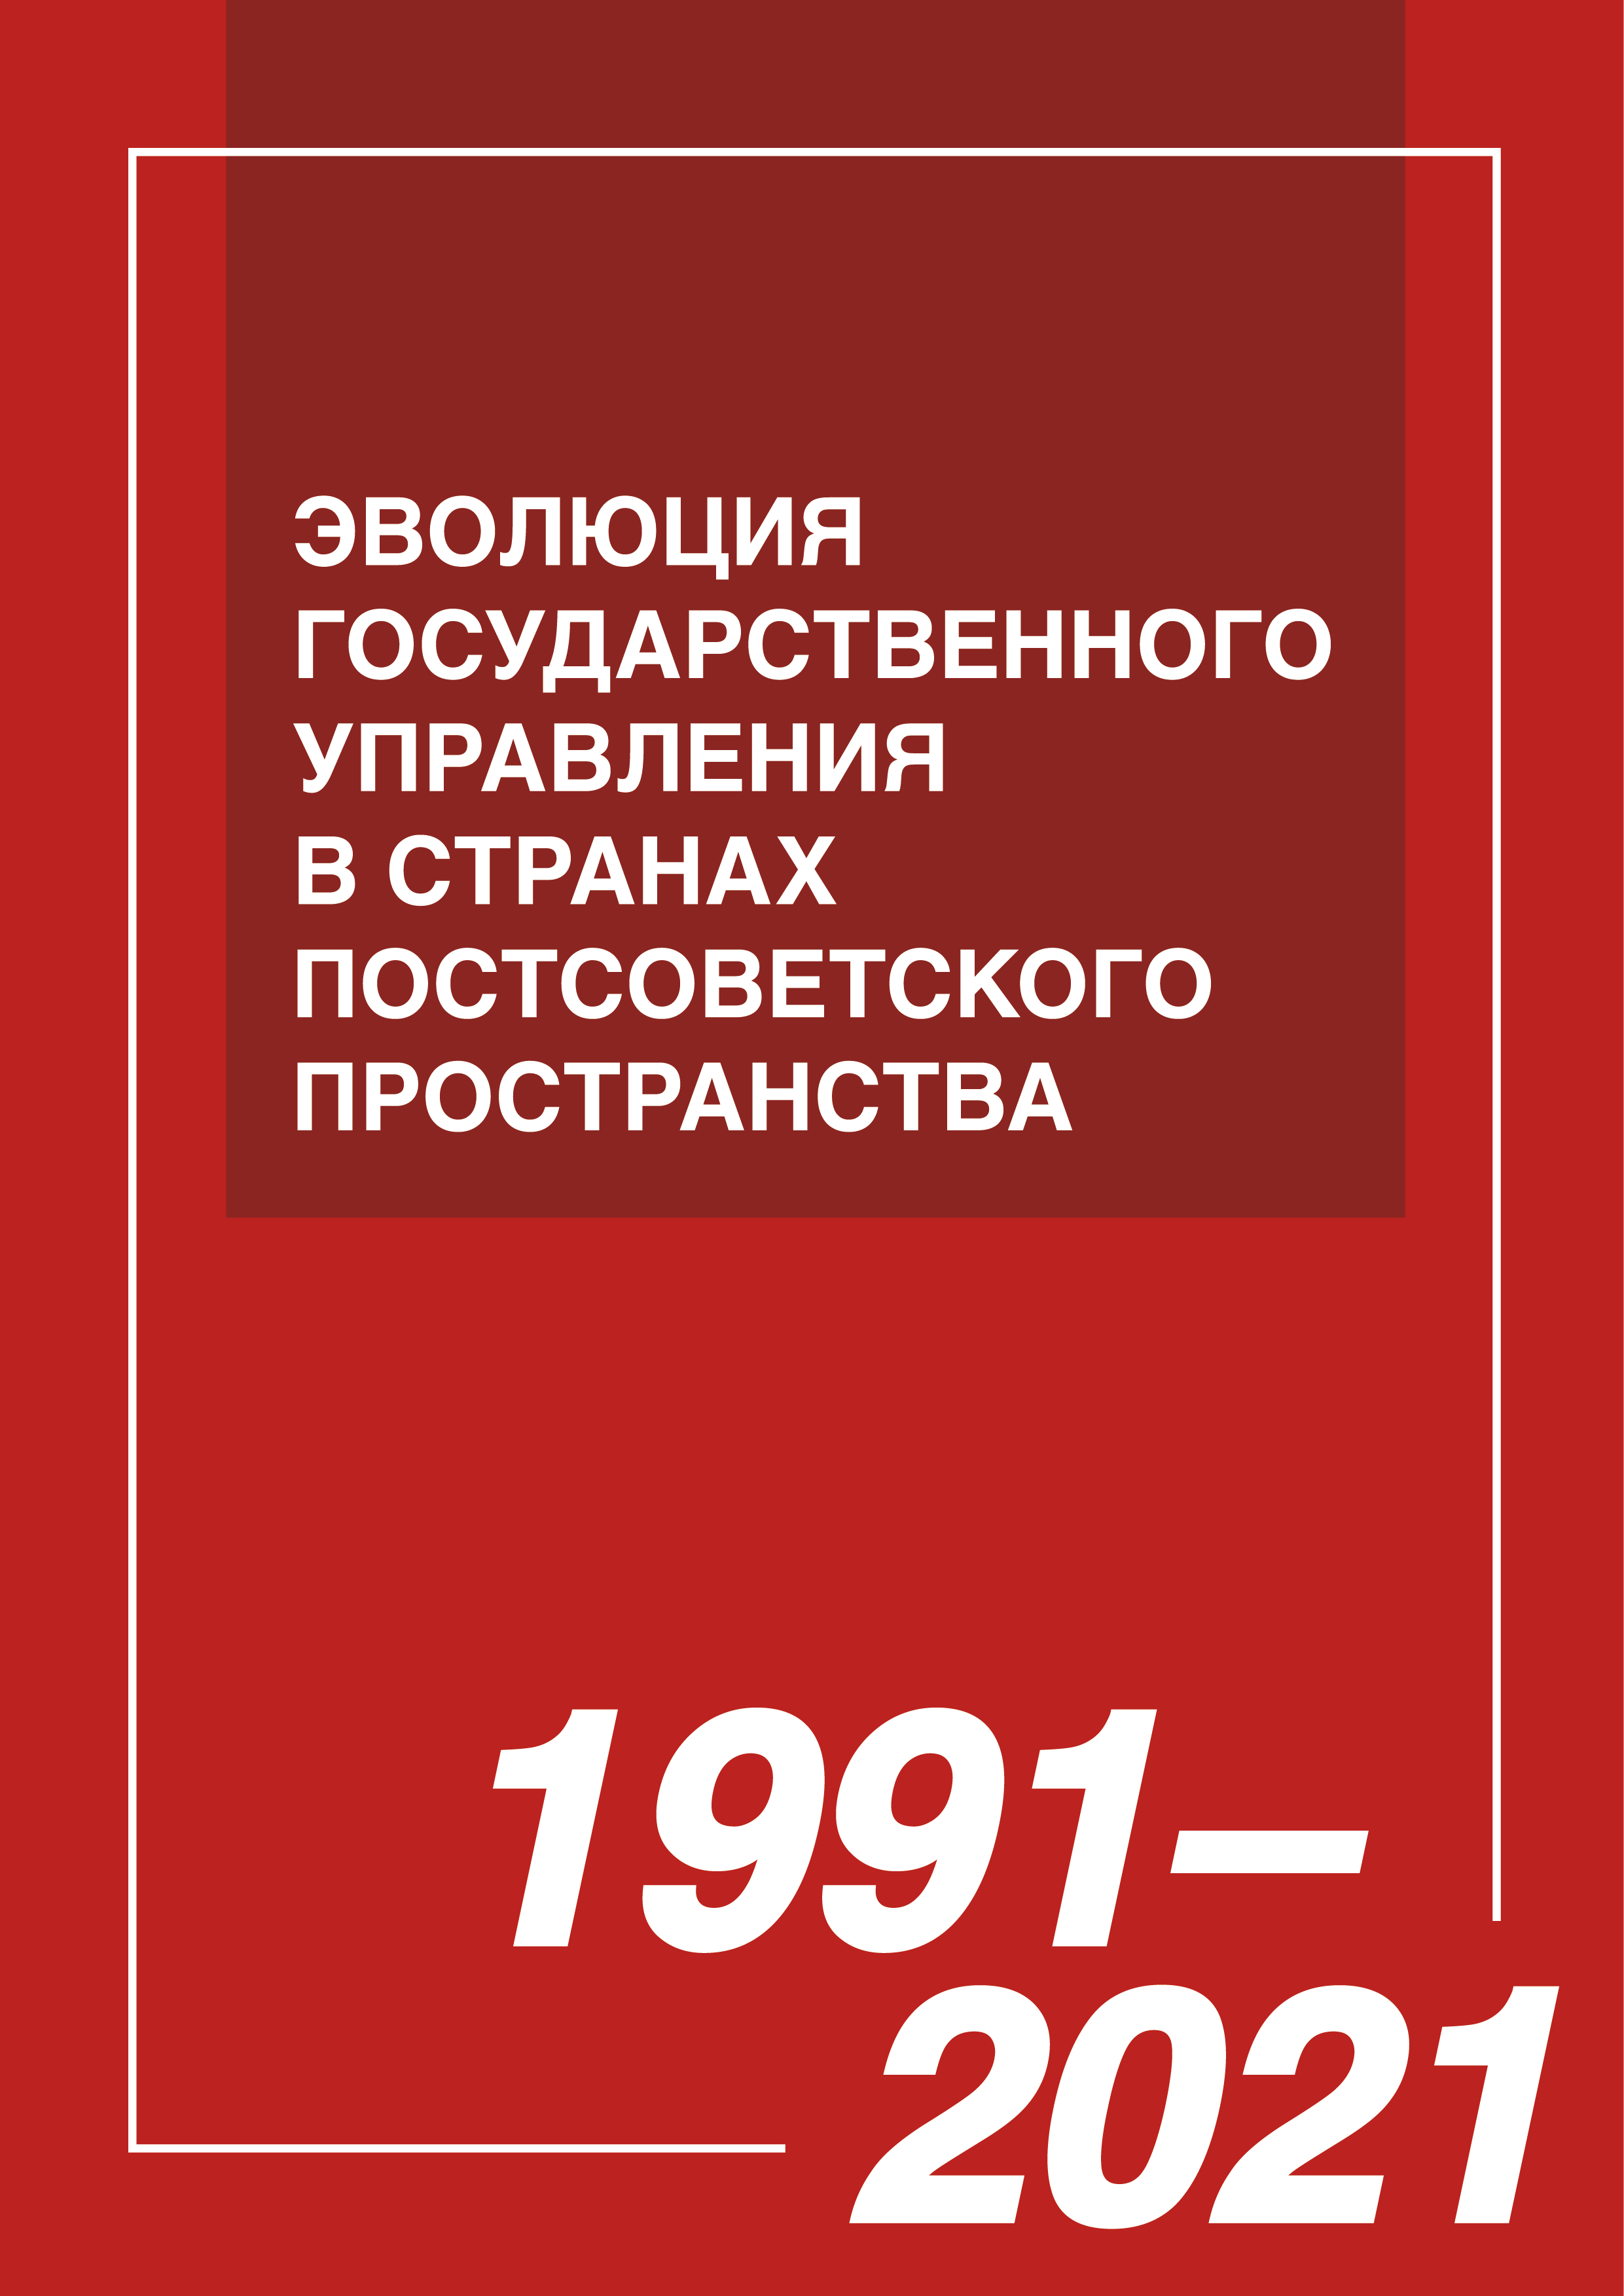 ЭВОЛЮЦИЯ
ГОСУДАРСТВЕННОГО
УПРАВЛЕНИЯ
В СТРАНАХ
ПОСТСОВЕТСКОГО
ПРОСТРАНСТВА
1991–
2021